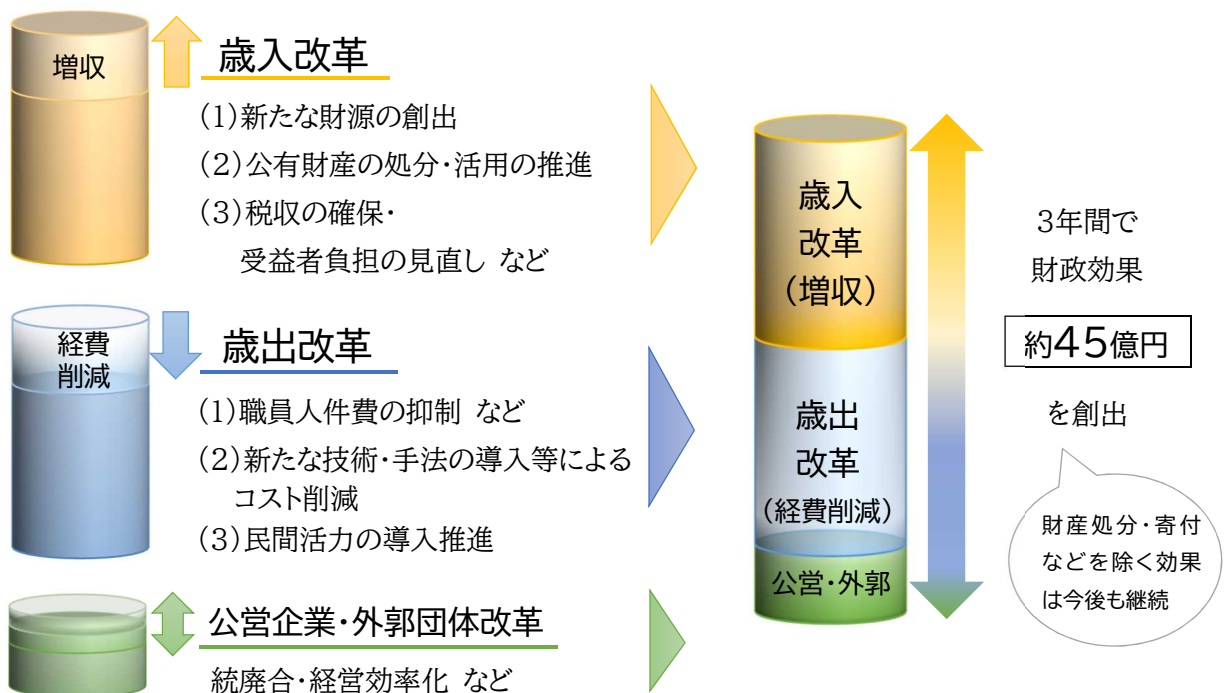 増収
歳入改革
(1)新たな財源の創出
(2)公有財産の処分・活用の推進
(3)税収の確保・
受益者負担の見直し など
経費
削減
歳出改革
(1)職員人件費の抑制 など
(2)新たな技術・手法の導入等による
コスト削減
(3)民間活力の導入推進
公営企業・外郭団体改革
統廃合・経営効率化 など
歳入
改革
(増収)
歳出
改革
(経費削減)
公営・外郭
3年間で
財政効果
約45億円
を創出
財産処分・寄付
などを除く効果
は今後も継続